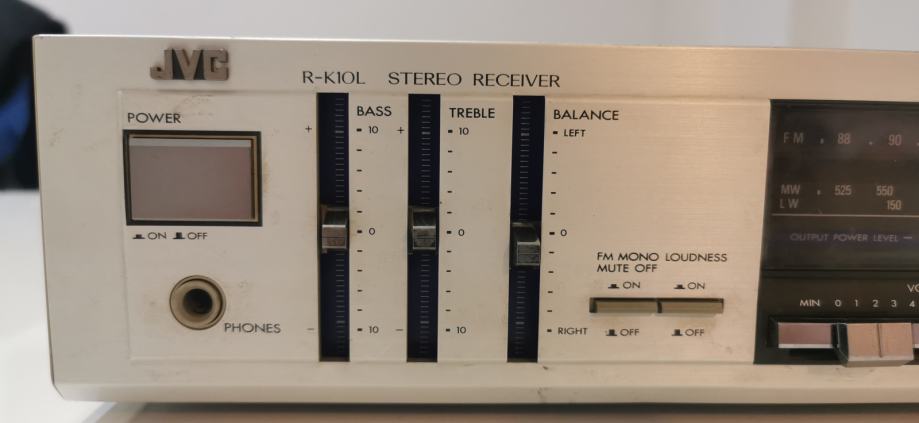 JVC
R-K10L STEREO RECEIVER
POWER
ON OFF
PHONES
BASS
+ 10
0
– 10
TREBLE
+ 10
0
– 10
BALANCE
LEFT
0
RIGHT
FM MONO LOUDNESS
MUTE OFF
ON ON
OFF OFF
FM 88 90
MW 525 550
LW 150
OUTPUT POWER LEVEL
VO
MIN 0 1 2 3 4